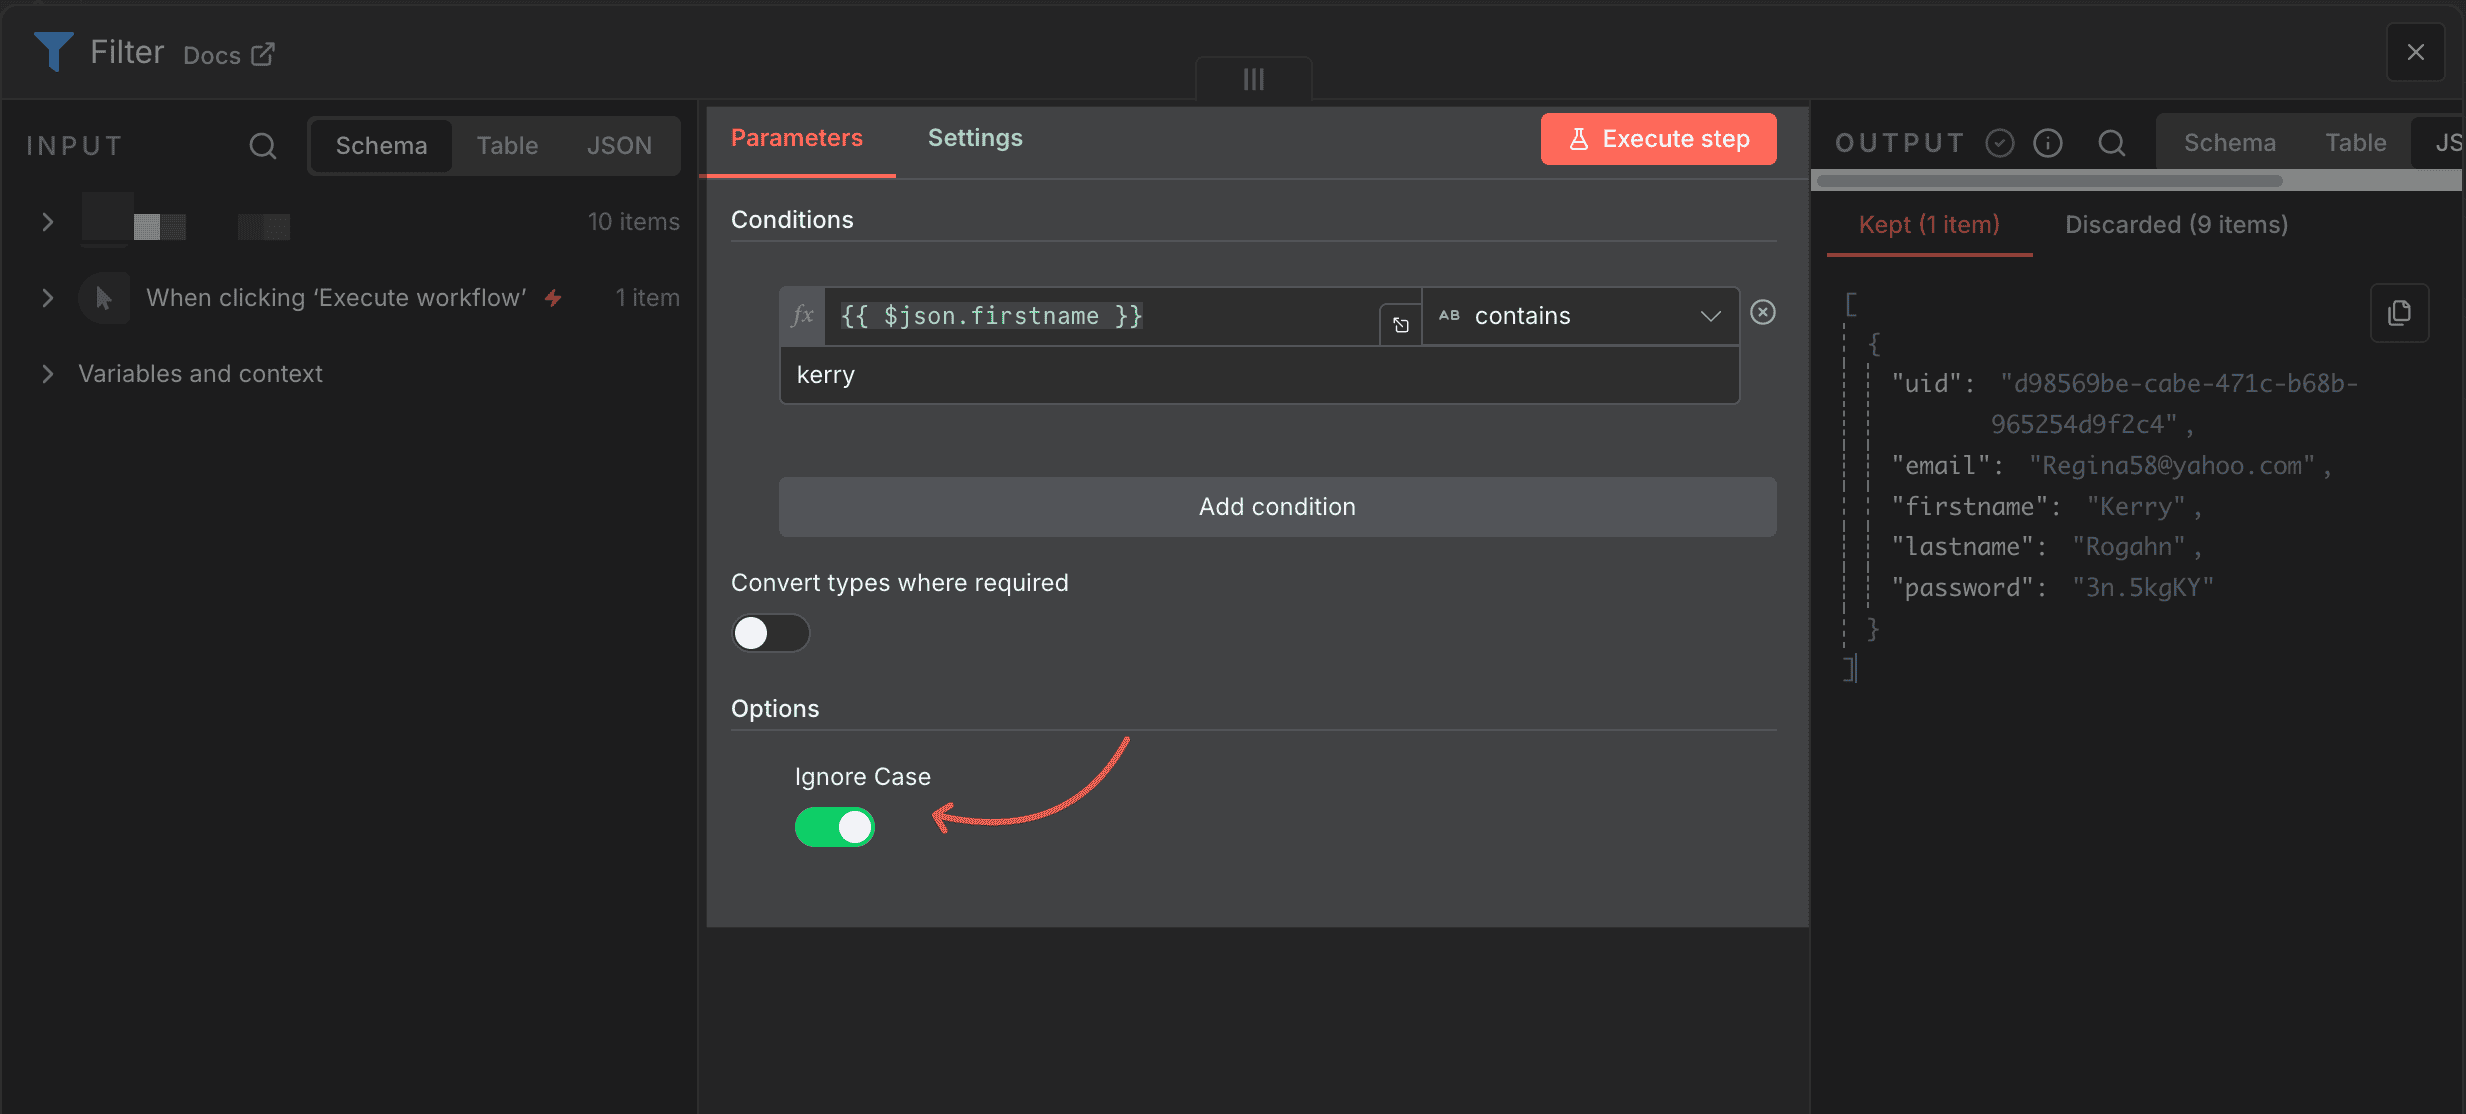 Filter Docs
INPUT Schema Table JSON
10 items
When clicking ‘Execute workflow’ 1 item
Variables and context
Parameters Settings Execute step
Conditions
fx {{ $json.firstname }} AB contains
kerry
Add condition
Convert types where required
Options
Ignore Case
OUTPUT Schema Table JS
Kept (1 item) Discarded (9 items)
[
{
"uid": "d98569be-cabe-471c-b68b-
965254d9f2c4",
"email": "Regina58@yahoo.com",
"firstname": "Kerry",
"lastname": "Rogahn",
"password": "3n.5kgKY"
}
]